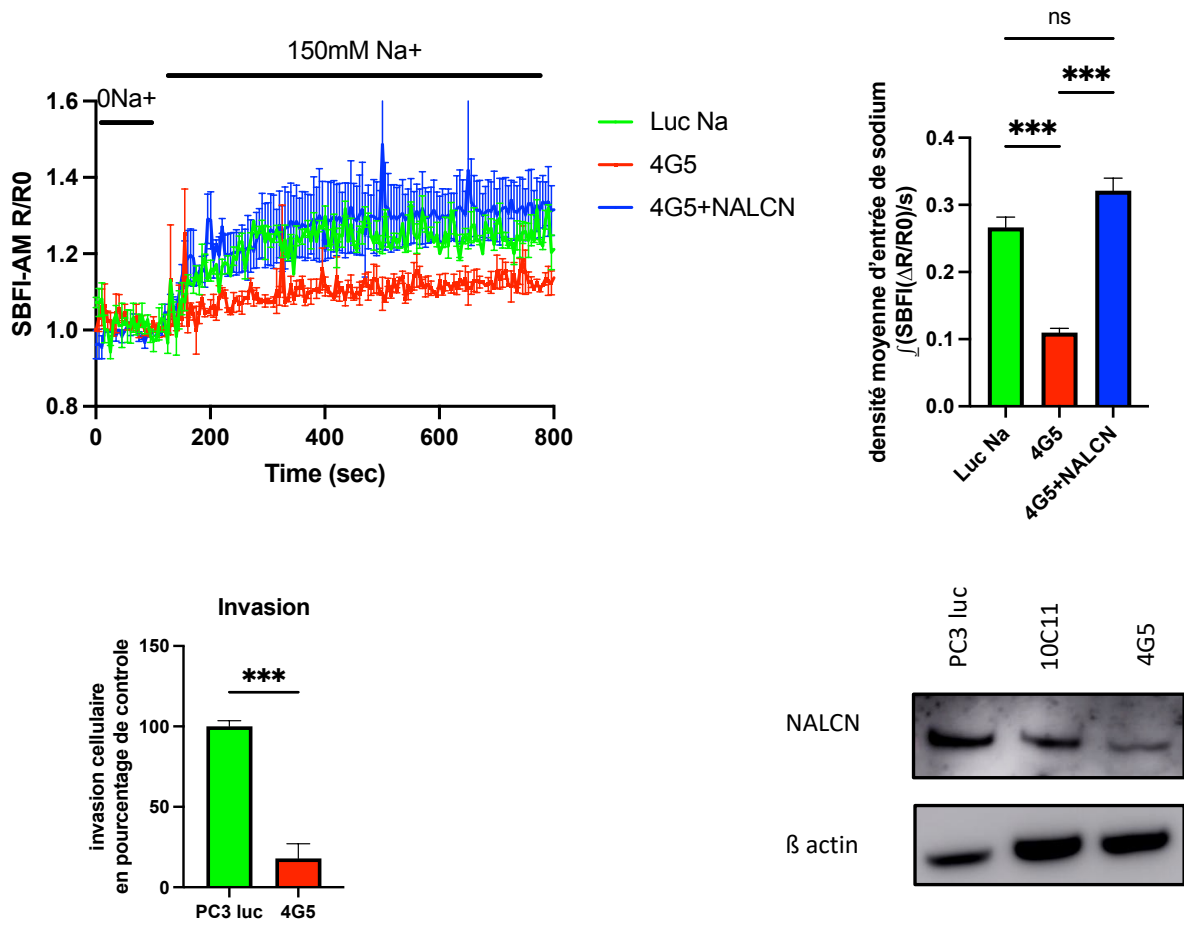 150mM Na+
0Na+
SBFI-AM R/R0
1.6
1.4
1.2
1.0
0.8
0
200
400
600
800
Time (sec)
Luc Na
4G5
4G5+NALCN
ns
***
***
densité moyenne d'entrée de sodium
∫(SBFI(ΔR/R0)/s)
0.4
0.3
0.2
0.1
0.0
Luc Na
4G5
4G5+NALCN
Invasion
***
invasion cellulaire
en pourcentage de controle
150
100
50
0
PC3 luc
4G5
PC3 luc
10C11
4G5
NALCN
ß actin